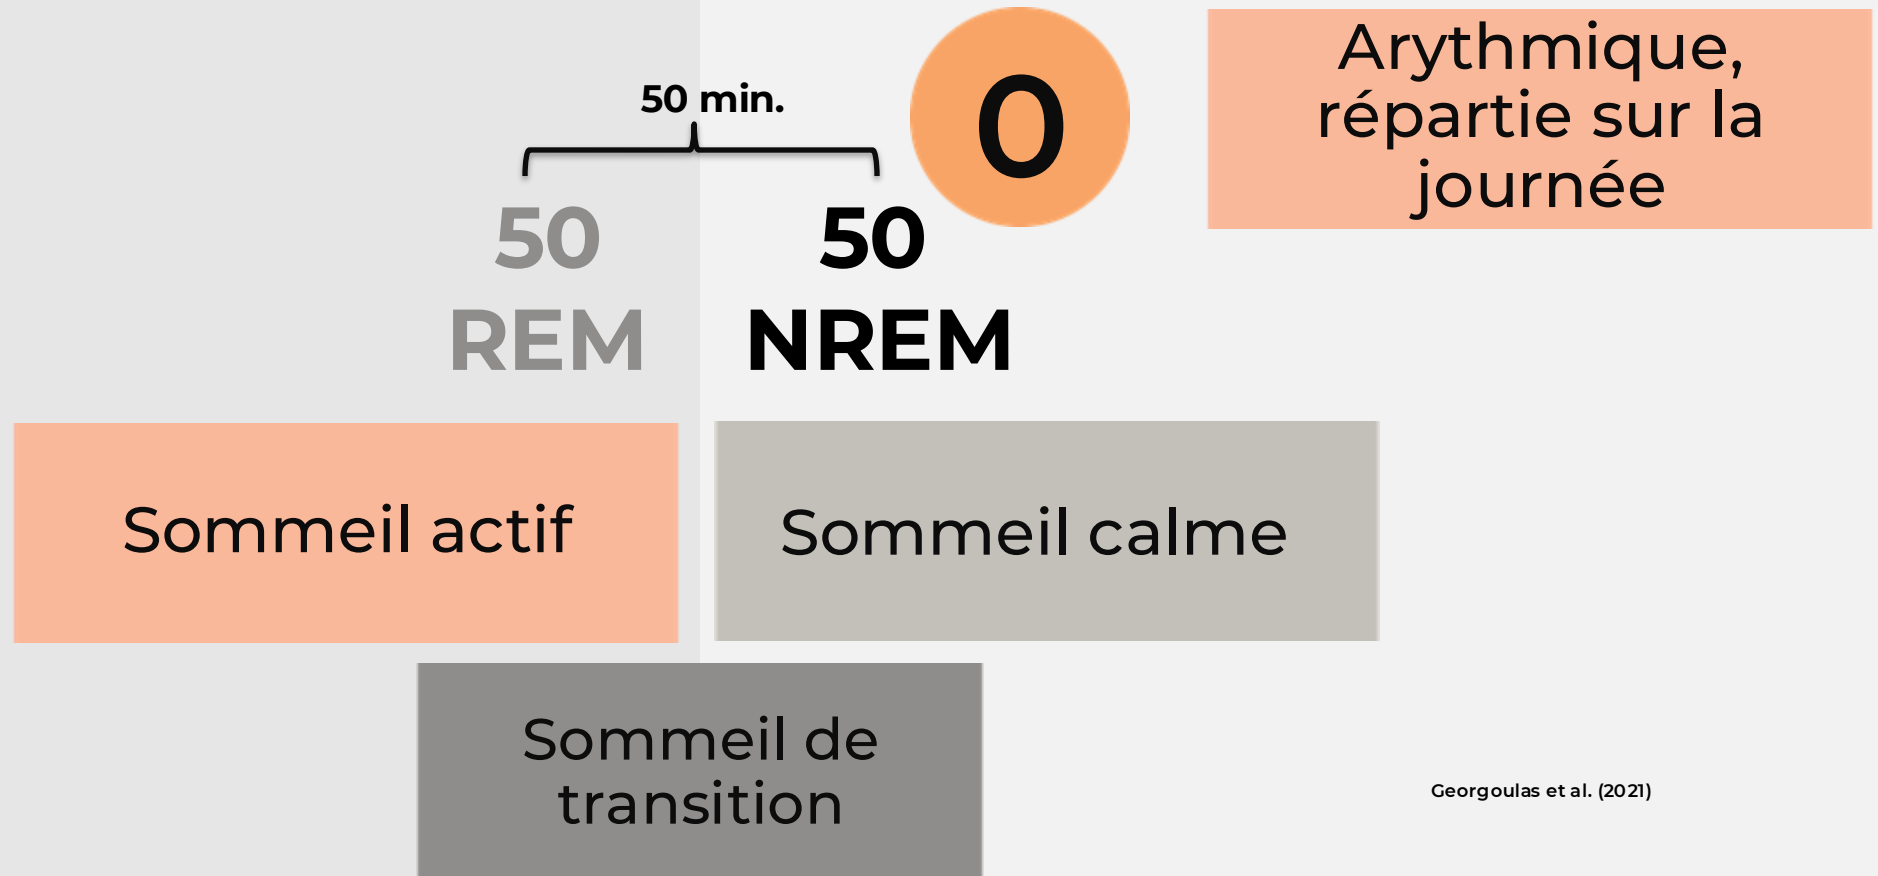 50 min.
0
Arythmique,
répartie sur la
journée
50
REM
50
NREM
Sommeil actif
Sommeil calme
Sommeil de
transition
Georgoulas et al. (2021)